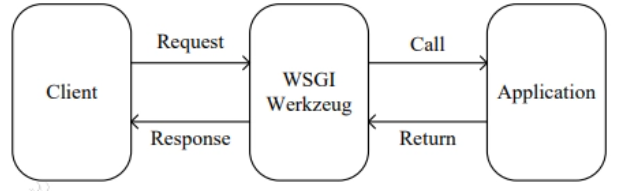 Request
Call
Client
WSGI
Werkzeug
Application
Response
Return